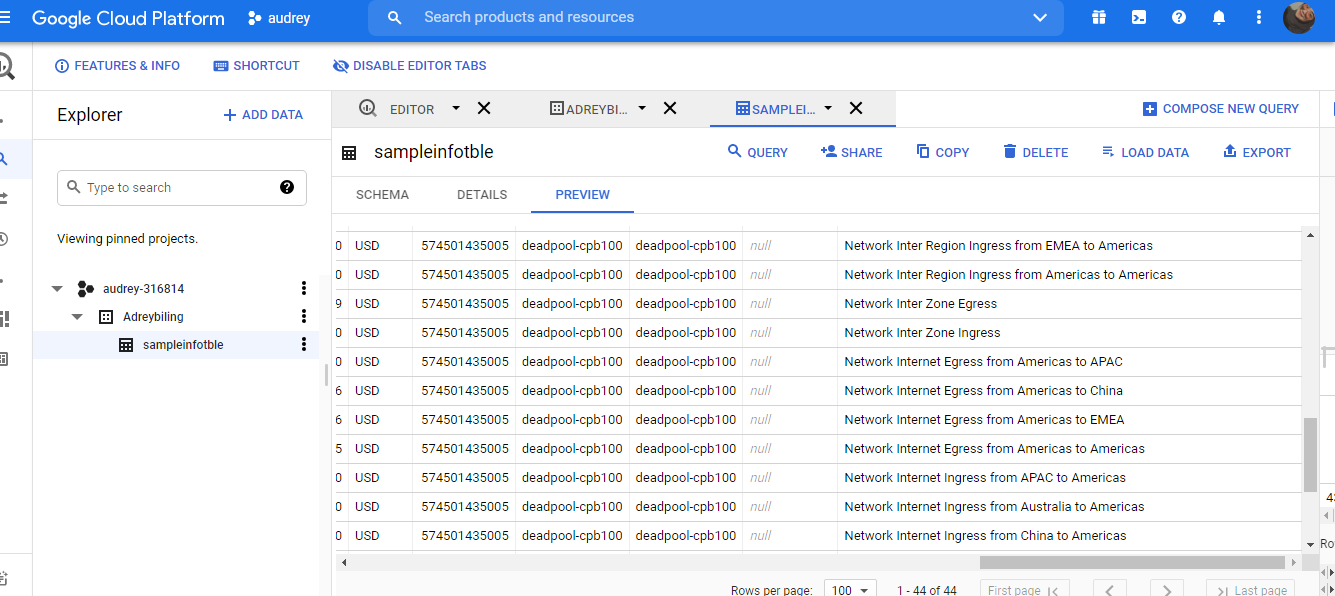 Google Cloud Platform audrey Search products and resources
FEATURES & INFO SHORTCUT DISABLE EDITOR TABS
Explorer + ADD DATA
Type to search
Viewing pinned projects.
audrey-316814
Adreybiling
sampleinfotble
EDITOR ADREYBI... SAMPLEI... COMPOSE NEW QUERY
sampleinfotble QUERY SHARE COPY DELETE LOAD DATA EXPORT
SCHEMA DETAILS PREVIEW
0 USD 574501435005 deadpool-cpb100 deadpool-cpb100 null Network Inter Region Ingress from EMEA to Americas
0 USD 574501435005 deadpool-cpb100 deadpool-cpb100 null Network Inter Region Ingress from Americas to Americas
9 USD 574501435005 deadpool-cpb100 deadpool-cpb100 null Network Inter Zone Egress
0 USD 574501435005 deadpool-cpb100 deadpool-cpb100 null Network Inter Zone Ingress
0 USD 574501435005 deadpool-cpb100 deadpool-cpb100 null Network Internet Egress from Americas to APAC
6 USD 574501435005 deadpool-cpb100 deadpool-cpb100 null Network Internet Egress from Americas to China
6 USD 574501435005 deadpool-cpb100 deadpool-cpb100 null Network Internet Egress from Americas to EMEA
5 USD 574501435005 deadpool-cpb100 deadpool-cpb100 null Network Internet Egress from Americas to Americas
0 USD 574501435005 deadpool-cpb100 deadpool-cpb100 null Network Internet Ingress from APAC to Americas
0 USD 574501435005 deadpool-cpb100 deadpool-cpb100 null Network Internet Ingress from Australia to Americas
0 USD 574501435005 deadpool-cpb100 deadpool-cpb100 null Network Internet Ingress from China to Americas
Rows per page: 100 1 - 44 of 44 First page Last page
43
Ro